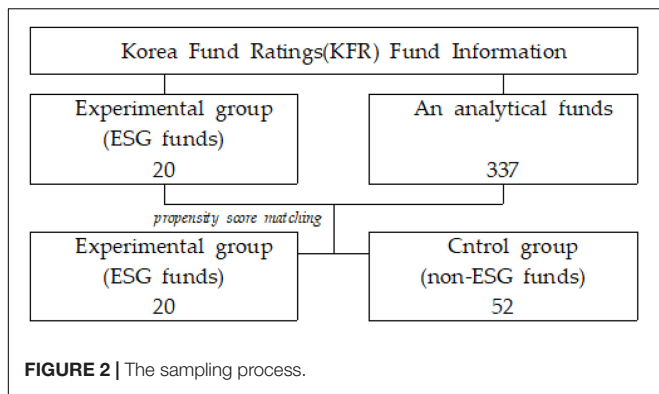 Korea Fund Ratings(KFR) Fund Information
Experimental group
(ESG funds)
20
An analytical funds
337
propensity score matching
Experimental group
(ESG funds)
20
Cntrol group
(non-ESG funds)
52
FIGURE 2 | The sampling process.